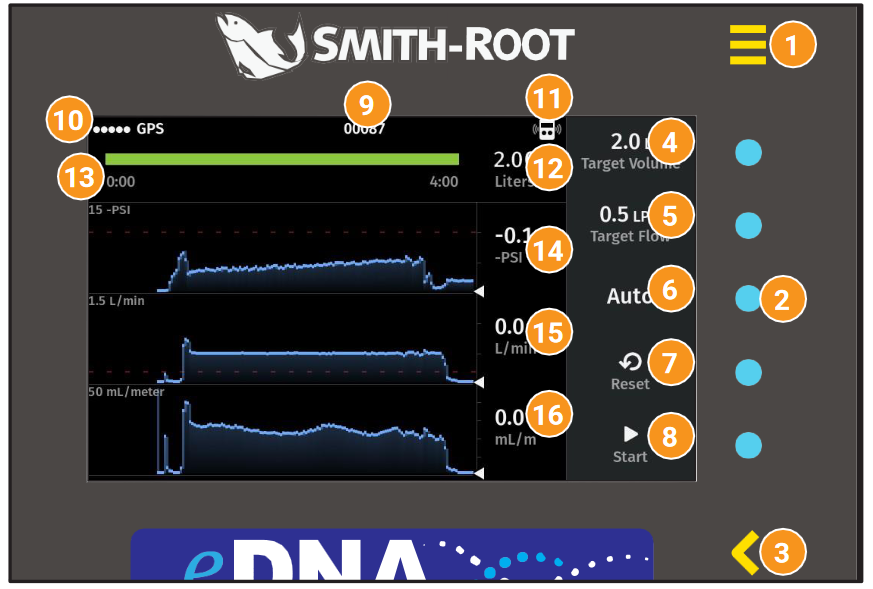 SMITH-ROOT
1
10
GPS
9
00087
11
2.0
4
Target Volume
13
0:00
4:00
2.0
12
Liters
15 -PSI
0.5 LP
5
Target Flow
-0.1
14
-PSI
Auto
6
2
1.5 L/min
0.0
15
L/min
7
Reset
50 mL/meter
0.0
16
mL/m
8
Start
eDNA
3